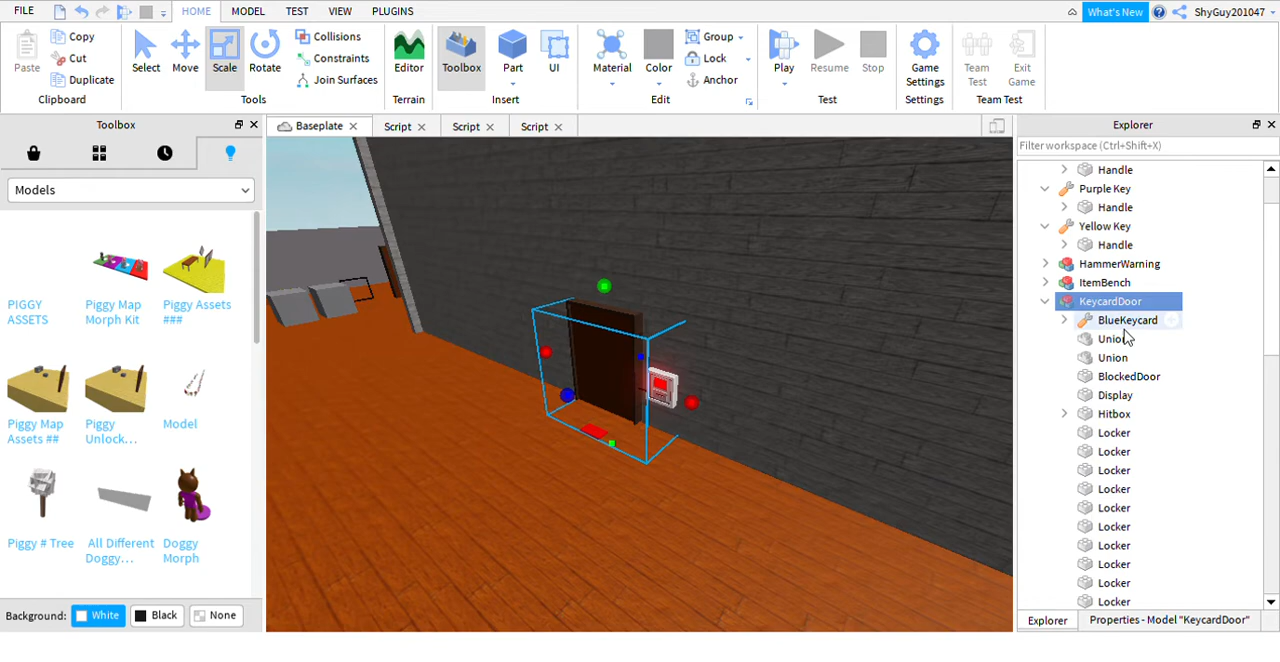 FILE HOME MODEL TEST VIEW PLUGINS What's New ShyGuy201047
Paste Copy Cut Duplicate
Clipboard
Select Move Scale Rotate Collisions Constraints Join Surfaces
Tools
Editor
Terrain
Toolbox Part UI
Insert
Material Color Group Lock Anchor
Edit
Play Resume Stop
Test
Game Settings
Settings
Team Test Exit Game
Team Test
Toolbox
Models
PIGGY ASSETS
Piggy Map Morph Kit
Piggy Assets ###
Piggy Map Assets ##
Piggy Unlock...
Model
Piggy # Tree
All Different Doggy...
Doggy Morph
Background: White Black None
Baseplate Script Script Script
Explorer
Filter workspace (Ctrl+Shift+X)
Handle
Purple Key
Handle
Yellow Key
Handle
HammerWarning
ItemBench
KeycardDoor
BlueKeycard
Union
Union
BlockedDoor
Display
Hitbox
Locker
Locker
Locker
Locker
Locker
Locker
Locker
Locker
Locker
Locker
Explorer Properties - Model "KeycardDoor"